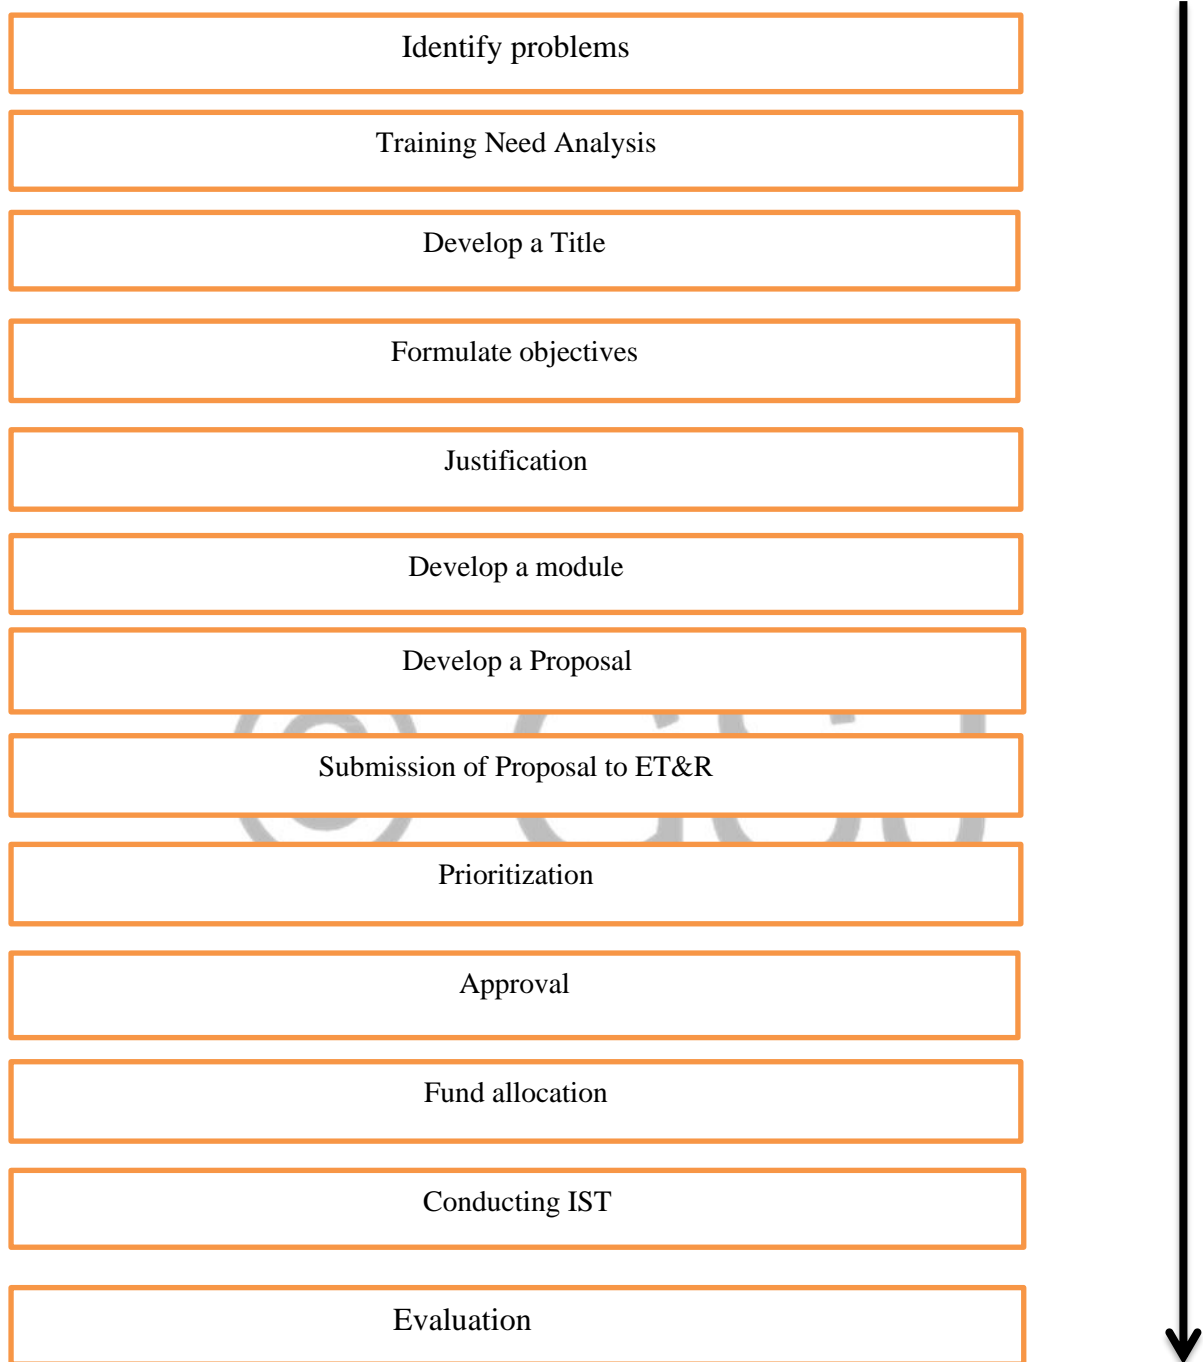 Identify problems
Training Need Analysis
Develop a Title
Formulate objectives
Justification
Develop a module
Develop a Proposal
Submission of Proposal to ET&R
Prioritization
Approval
Fund allocation
Conducting IST
Evaluation